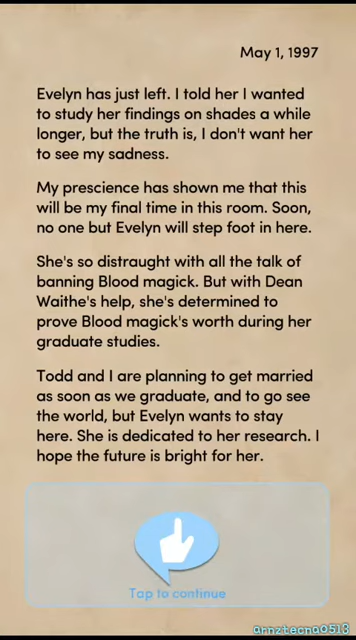 May 1, 1997
Evelyn has just left. I told her I wanted
to study her findings on shades a while
longer, but the truth is, I don't want her
to see my sadness.
My prescience has shown me that this
will be my final time in this room. Soon,
no one but Evelyn will step foot in here.
She's so distraught with all the talk of
banning Blood magick. But with Dean
Waithe's help, she's determined to
prove Blood magick's worth during her
graduate studies.
Todd and I are planning to get married
as soon as we graduate, and to go see
the world, but Evelyn wants to stay
here. She is dedicated to her research. I
hope the future is bright for her.
Tap to continue
annztecna0513